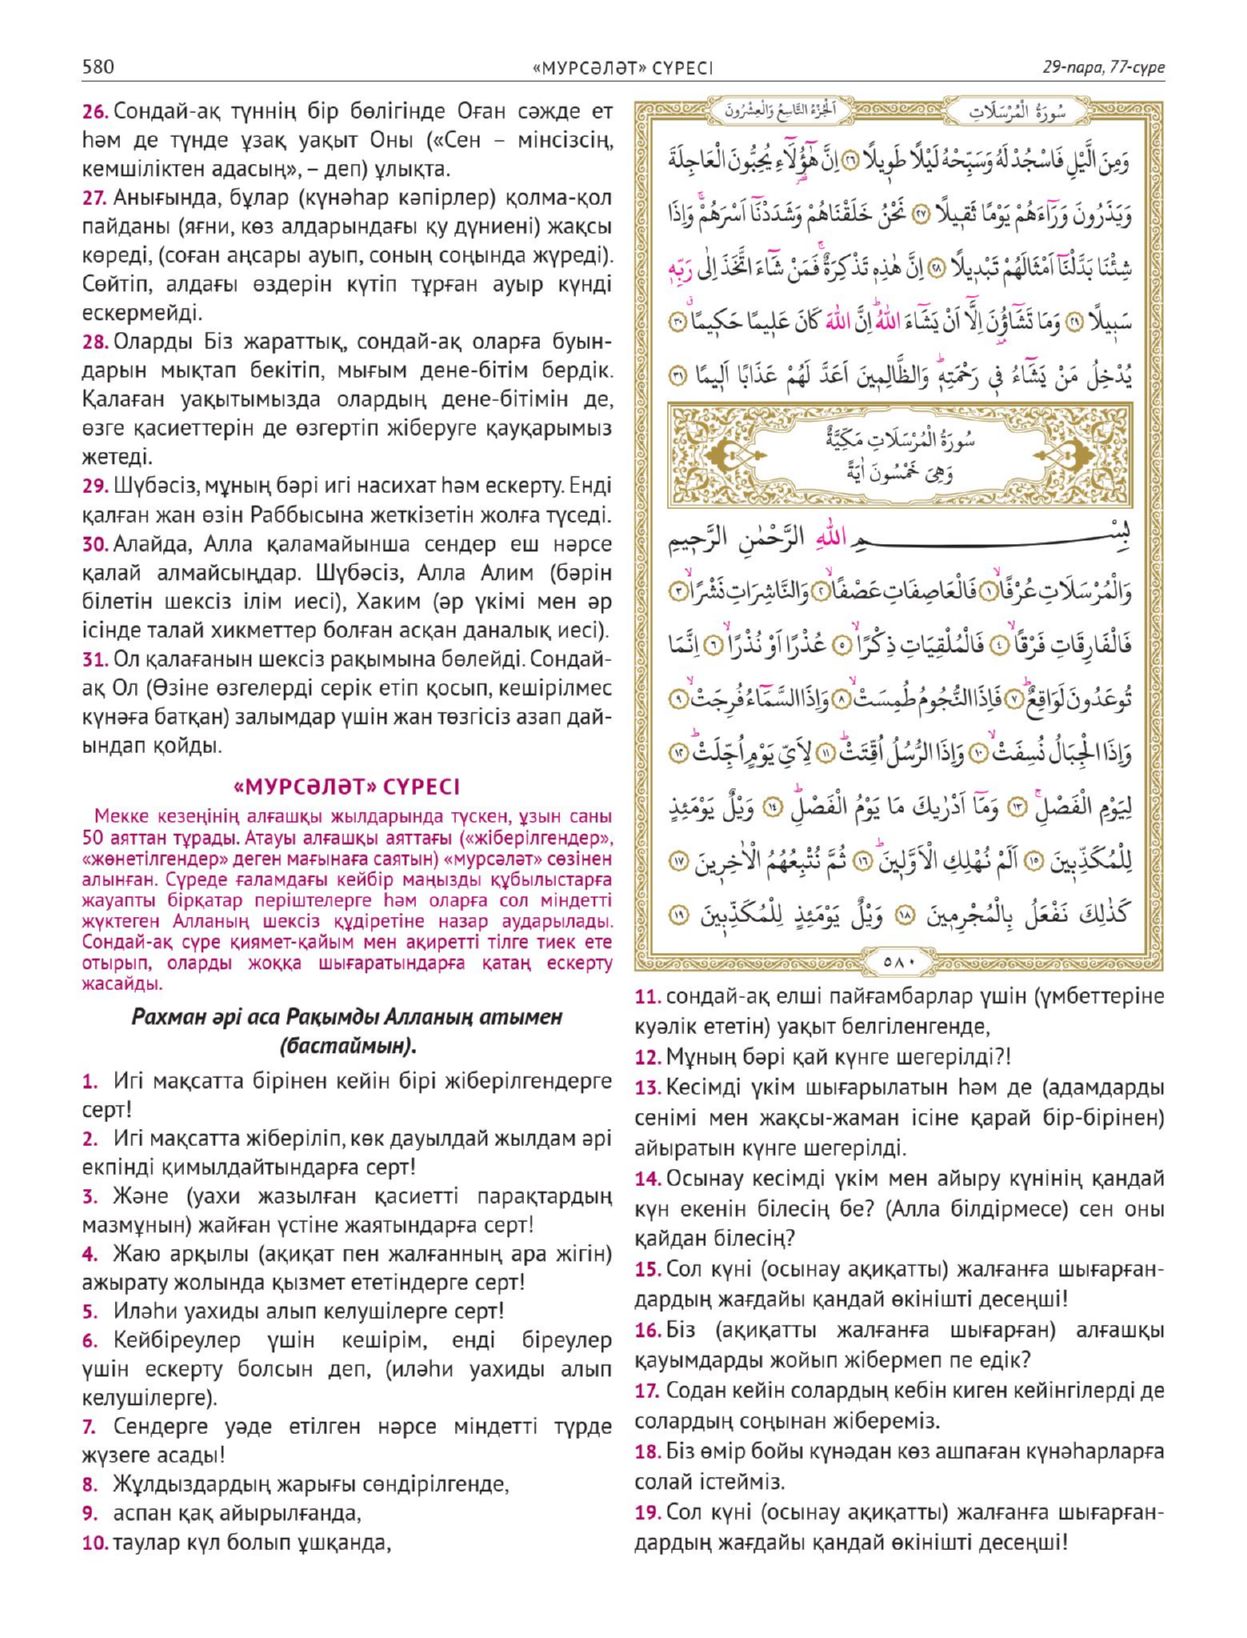 580
«МУРСӘЛӘТ» СҮРЕСІ
29-пара, 77-сүре
26. Сондай-ақ түннің бір бөлігінде Оған сәжде ет
һәм де түнде ұзақ уақыт Оны («Сен – мінсізсің,
кемшіліктен адасың», – деп) ұлықта.
27. Анығында, бұлар (күнәһар кәпірлер) қолма-қол
пайданы (яғни, көз алдарындағы қу дүниені) жақсы
көреді, (соған аңсары ауып, соның соңында жүреді).
Сөйтіп, алдағы өздерін күтіп тұрған ауыр күнді
ескермейді.
28. Оларды Біз жараттық, сондай-ақ оларға буын-
дарын мықтап бекітіп, мығым дене-бітім бердік.
Қалаған уақытымызда олардың дене-бітімін де,
өзге қасиеттерін де өзгертіп жіберуге қауқарымыз
жетеді.
29. Шүбәсіз, мұның бәрі игі насихат һәм ескерту. Енді
қалған жан өзін Раббысына жеткізетін жолға түседі.
30. Алайда, Алла қаламайынша сендер еш нәрсе
қалай алмайсыңдар. Шүбәсіз, Алла Алим (бәрін
білетін шексіз ілім иесі), Хаким (әр үкімі мен әр
ісінде талай хикметтер болған асқан даналық иесі).
31. Ол қалағанын шексіз рақымына бөлейді. Сондай-
ақ Ол (Өзіне өзгелерді серік етіп қосып, кешірілмес
күнәға батқан) залымдар үшін жан төзгісіз азап дай-
ындап қойды.
«МУРСӘЛӘТ» СҮРЕСІ
Мекке кезеңінің алғашқы жылдарында түскен, ұзын саны
50 аяттан тұрады. Атауы алғашқы аяттағы («жіберілгендер»,
«жөнетілгендер» деген мағынаға саятын) «мурсәләт» сөзінен
алынған. Сүреде ғаламдағы кейбір маңызды құбылыстарға
жауапты бірқатар періштелерге һәм оларға сол міндетті
жүктеген Алланың шексіз құдіретіне назар аударылады.
Сондай-ақ сүре қиямет-қайым мен ақиретті тілге тиек ете
отырып, оларды жоққа шығаратындарға қатаң ескерту
жасайды.
Рахман әрі аса Рақымды Алланың атымен
(бастаймын).
1. Игі мақсатта бірінен кейін бірі жіберілгендерге
серт!
2. Игі мақсатта жіберіліп, көк дауылдай жылдам әрі
екпінді қимылдайтындарға серт!
3. Және (уахи жазылған қасиетті парақтардың
мазмұнын) жайған үстіне жаятындарға серт!
4. Жаю арқылы (ақиқат пен жалғанның ара жігін)
ажырату жолында қызмет ететіндерге серт!
5. Иләһи уахиды алып келушілерге серт!
6. Кейбіреулер үшін кешірім, енді біреулер
үшін ескерту болсын деп, (иләһи уахиды алып
келушілерге).
7. Сендерге уәде етілген нәрсе міндетті түрде
жүзеге асады!
8. Жұлдыздардың жарығы сөндірілгенде,
9. аспан қақ айырылғанда,
10. таулар күл болып ұшқанда,
سُورَةُ الْمُرْسَلَاتِ
اَلْجُزْءُ التَّاسِعُ وَالْعِشْرُونَ
وَمِنَ الَّيْلِ فَاسْجُدْ لَهُ وَسَبِّحْهُ لَيْلًا طَوِيلًا ﴿٢٦﴾ اِنَّ هٰٓؤُلَٓاءِ يُحِبُّونَ الْعَاجِلَةَ
وَيَذَرُونَ وَرَٓاءَهُمْ يَوْمًا ثَقِيلًا ﴿٢٧﴾ نَحْنُ خَلَقْنَاهُمْ وَشَدَدْنَٓا اَسْرَهُمْۚ وَاِذَا
شِئْنَا بَدَّلْنَٓا اَمْثَالَهُمْ تَبْدِيلًا ﴿٢٨﴾ اِنَّ هٰذِهِ تَذْكِرَةٌۚ فَمَنْ شَٓاءَ اتَّخَذَ اِلٰى رَبِّهِ
سَبِيلًا ﴿٢٩﴾ وَمَا تَشَٓاؤُنَ اِلَّٓا اَنْ يَشَٓاءَ اللّٰهُۜ اِنَّ اللّٰهَ كَانَ عَلِيمًا حَكِيمًاۗ ﴿٣٠﴾
يُدْخِلُ مَنْ يَشَٓاءُ فِي رَحْمَتِهِۜ وَالظَّالِمِينَ اَعَدَّ لَهُمْ عَذَابًا اَلِيمًا ﴿٣١﴾
سُورَةُ الْمُرْسَلَاتِ مَكِّيَّةٌ
وَهِيَ خَمْسُونَ اٰيَةً
بِسْمِ اللّٰهِ الرَّحْمٰنِ الرَّحِيمِ
وَالْمُرْسَلَاتِ عُرْفًاۙ ﴿١﴾ فَالْعَاصِفَاتِ عَصْفًاۙ ﴿٢﴾ وَالنَّاشِرَاتِ نَشْرًاۙ ﴿٣﴾
فَالْفَارِقَاتِ فَرْقًاۙ ﴿٤﴾ فَالْمُلْقِيَاتِ ذِكْرًاۙ ﴿٥﴾ عُذْرًا اَوْ نُذْرًاۙ ﴿٦﴾ اِنَّمَا
تُوعَدُونَ لَوَاقِعٌۜ ﴿٧﴾ فَاِذَا النُّجُومُ طُمِسَتْۙ ﴿٨﴾ وَاِذَا السَّمَٓاءُ فُرِجَتْۙ ﴿٩﴾
وَاِذَا الْجِبَالُ نُسِفَتْۙ ﴿١٠﴾ وَاِذَا الرُّسُلُ اُقِّتَتْۜ ﴿١١﴾ لِاَيِّ يَوْمٍ اُجِّلَتْۜ ﴿١٢﴾
لِيَوْمِ الْفَصْلِۚ ﴿١٣﴾ وَمَٓا اَدْرٰيكَ مَا يَوْمُ الْفَصْلِۜ ﴿١٤﴾ وَيْلٌ يَوْمَئِذٍ
لِلْمُكَذِّبِينَ ﴿١٥﴾ اَلَمْ نُهْلِكِ الْاَوَّلِينَۜ ﴿١٦﴾ ثُمَّ نُتْبِعُهُمُ الْاٰخِرِينَ ﴿١٧﴾
كَذٰلِكَ نَفْعَلُ بِالْمُجْرِمِينَ ﴿١٨﴾ وَيْلٌ يَوْمَئِذٍ لِلْمُكَذِّبِينَ ﴿١٩﴾
٥٨٠
11. сондай-ақ елші пайғамбарлар үшін (үмбеттеріне
куәлік ететін) уақыт белгіленгенде,
12. Мұның бәрі қай күнге шегерілді?!
13. Кесімді үкім шығарылатын һәм де (адамдарды
сенімі мен жақсы-жаман ісіне қарай бір-бірінен)
айыратын күнге шегерілді.
14. Осынау кесімді үкім мен айыру күнінің қандай
күн екенін білесің бе? (Алла білдірмесе) сен оны
қайдан білесің?
15. Сол күні (осынау ақиқатты) жалғанға шығарған-
дардың жағдайы қандай өкінішті десеңші!
16. Біз (ақиқатты жалғанға шығарған) алғашқы
қауымдарды жойып жібермеп пе едік?
17. Содан кейін солардың кебін киген кейінгілерді де
солардың соңынан жібереміз.
18. Біз өмір бойы күнәдан көз ашпаған күнәһарларға
солай істейміз.
19. Сол күні (осынау ақиқатты) жалғанға шығарған-
дардың жағдайы қандай өкінішті десеңші!